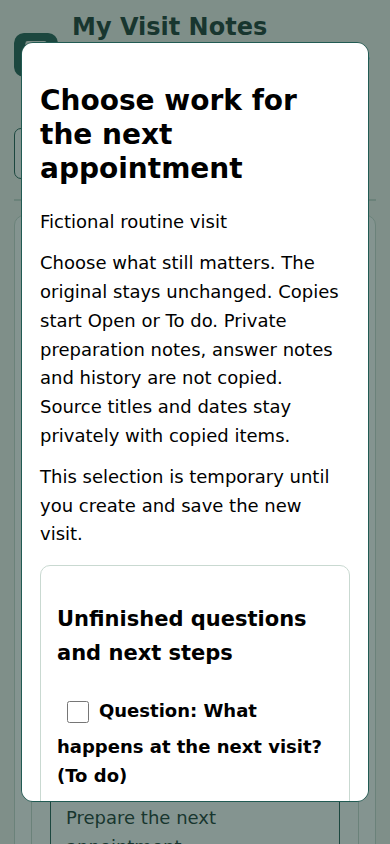 My Visit Notes
Choose work for
the next
appointment
Fictional routine visit
Choose what still matters. The
original stays unchanged. Copies
start Open or To do. Private
preparation notes, answer notes
and history are not copied.
Source titles and dates stay
privately with copied items.
This selection is temporary until
you create and save the new
visit.
Unfinished questions
and next steps
Question: What
happens at the next visit?
(To do)
Prepare the next
appointment